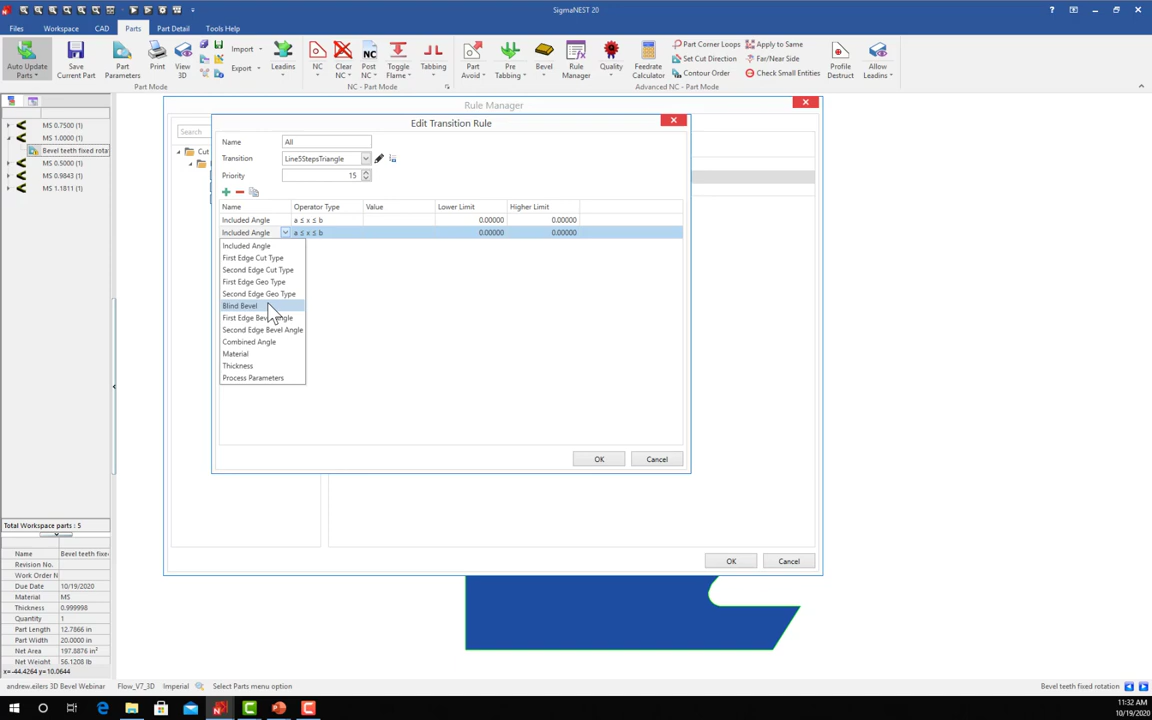 SigmaNEST 20
Files Workspace CAD Parts Part Detail Tools Help
Auto Update Parts
Save Current Part
Part Parameters
Print
View 3D
Import
Export
Leadins
NC
Clear NC
Post NC
Toggle Flame
Tabbing
Part Avoid
Pre Tabbing
Bevel
Rule Manager
Quality
Feedrate Calculator
Part Corner Loops
Set Cut Direction
Contour Order
Apply to Same
Far/Near Side
Check Small Entities
Profile Destruct
Allow Leadins
Part Mode
NC - Part Mode
Advanced NC - Part Mode
MS 0.7500 (1)
MS 1.0000 (1)
Bevel teeth fixed rota
MS 0.5000 (1)
MS 0.9843 (1)
MS 1.1811 (1)
Rule Manager
Search
Cut
Edit Transition Rule
Name All
Transition Line5StepsTriangle
Priority 15
Name Operator Type Value Lower Limit Higher Limit
Included Angle a ≤ x ≤ b 0.00000 0.00000
Included Angle a ≤ x ≤ b 0.00000 0.00000
Included Angle
First Edge Cut Type
Second Edge Cut Type
First Edge Geo Type
Second Edge Geo Type
Blind Bevel
First Edge Bevel Angle
Second Edge Bevel Angle
Combined Angle
Material
Thickness
Process Parameters
OK Cancel
OK Cancel
Total Workspace parts : 5
Name Bevel teeth fixe
Revision No.
Work Order N
Due Date 10/19/2020
Material MS
Thickness 0.999998
Quantity 1
Part Length 12.7866 in
Part Width 20.0000 in
Net Area 197.8876 in²
Net Weight 56.1208 lb
x=-44.4264 y=10.0644
andrew.eilers 3D Bevel Webinar Flow_V7_3D Imperial Select Parts menu option Bevel teeth fixed rotation
11:32 AM
10/19/2020